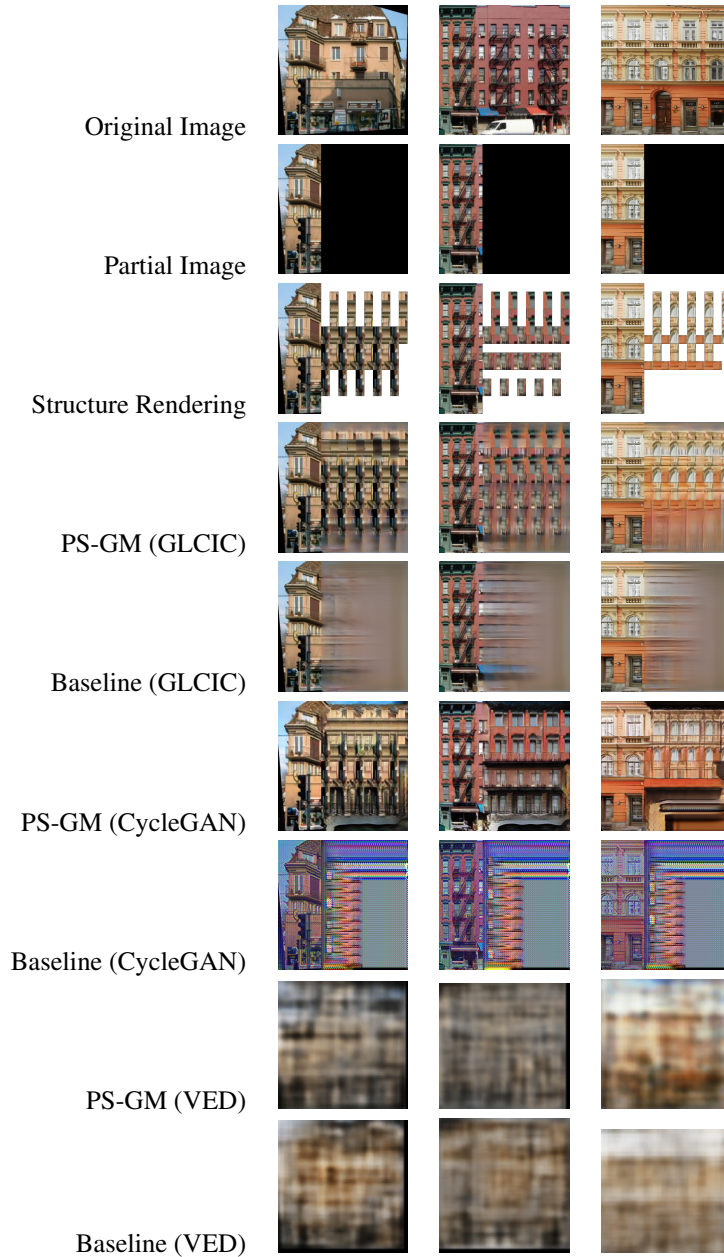 Original Image
Partial Image
Structure Rendering
PS-GM (GLCIC)
Baseline (GLCIC)
PS-GM (CycleGAN)
Baseline (CycleGAN)
PS-GM (VED)
Baseline (VED)